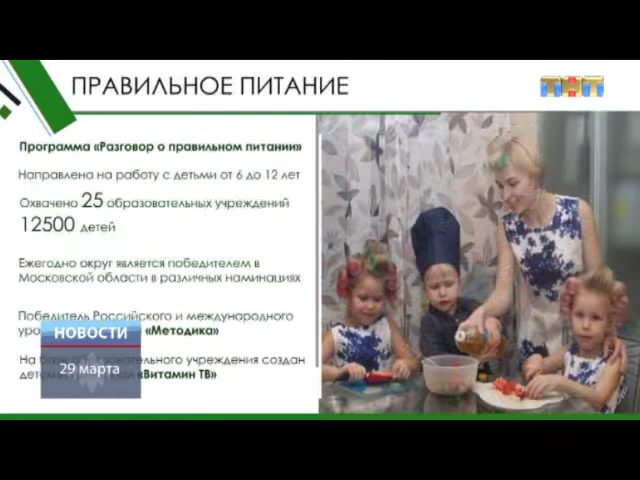 ПРАВИЛЬНОЕ ПИТАНИЕ
ТНТ
Программа «Разговор о правильном питании»
Направлена на работу с детьми от 6 до 12 лет
Охвачено 25 образовательных учреждений
12500 детей
Ежегодно округ является победителем в
Московской области в различных наминациях
Победитель Российского и международного
«Методика»
На создан
«Витамин ТВ»
НОВОСТИ
29 марта